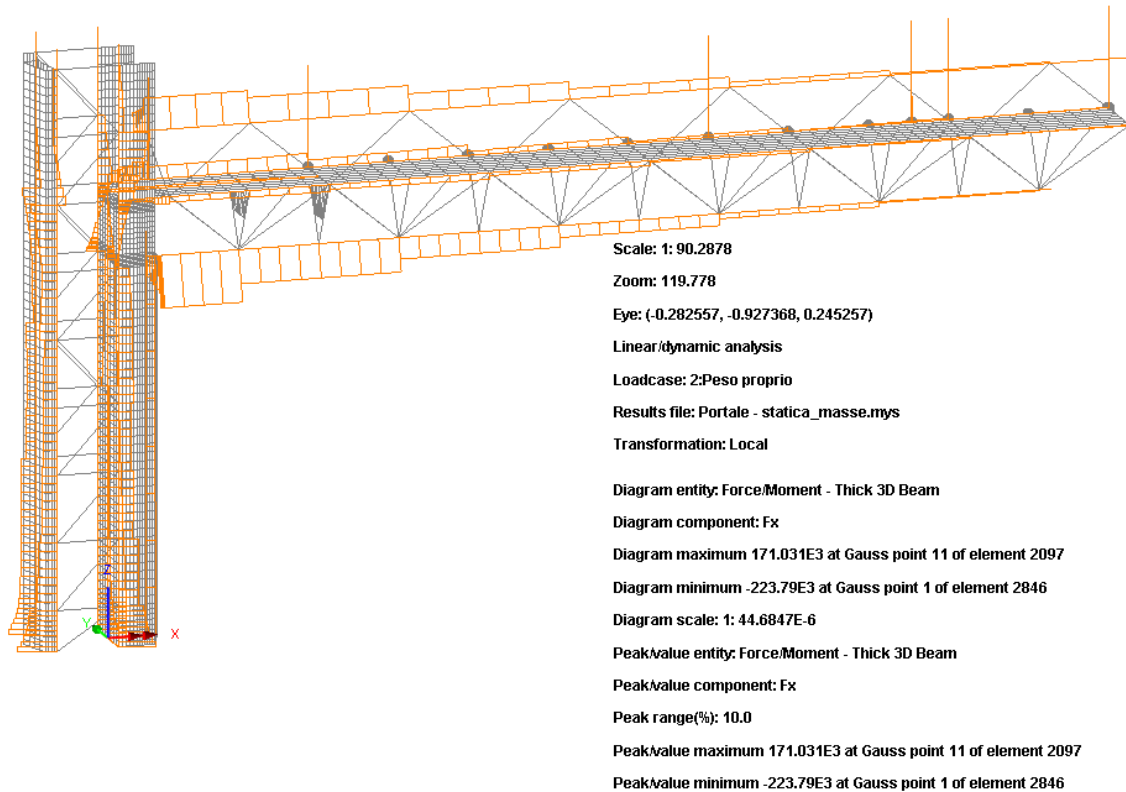 Scale: 1: 90.2878
Zoom: 119.778
Eye: (-0.282557, -0.927368, 0.245257)
Linear/dynamic analysis
Loadcase: 2:Peso proprio
Results file: Portale - statica_masse.mys
Transformation: Local
Diagram entity: Force/Moment - Thick 3D Beam
Diagram component: Fx
Diagram maximum 171.031E3 at Gauss point 11 of element 2097
Diagram minimum -223.79E3 at Gauss point 1 of element 2846
Diagram scale: 1: 44.6847E-6
Peak/value entity: Force/Moment - Thick 3D Beam
Peak/value component: Fx
Peak range(%): 10.0
Peak/value maximum 171.031E3 at Gauss point 11 of element 2097
Peak/value minimum -223.79E3 at Gauss point 1 of element 2846
Z
Y
X